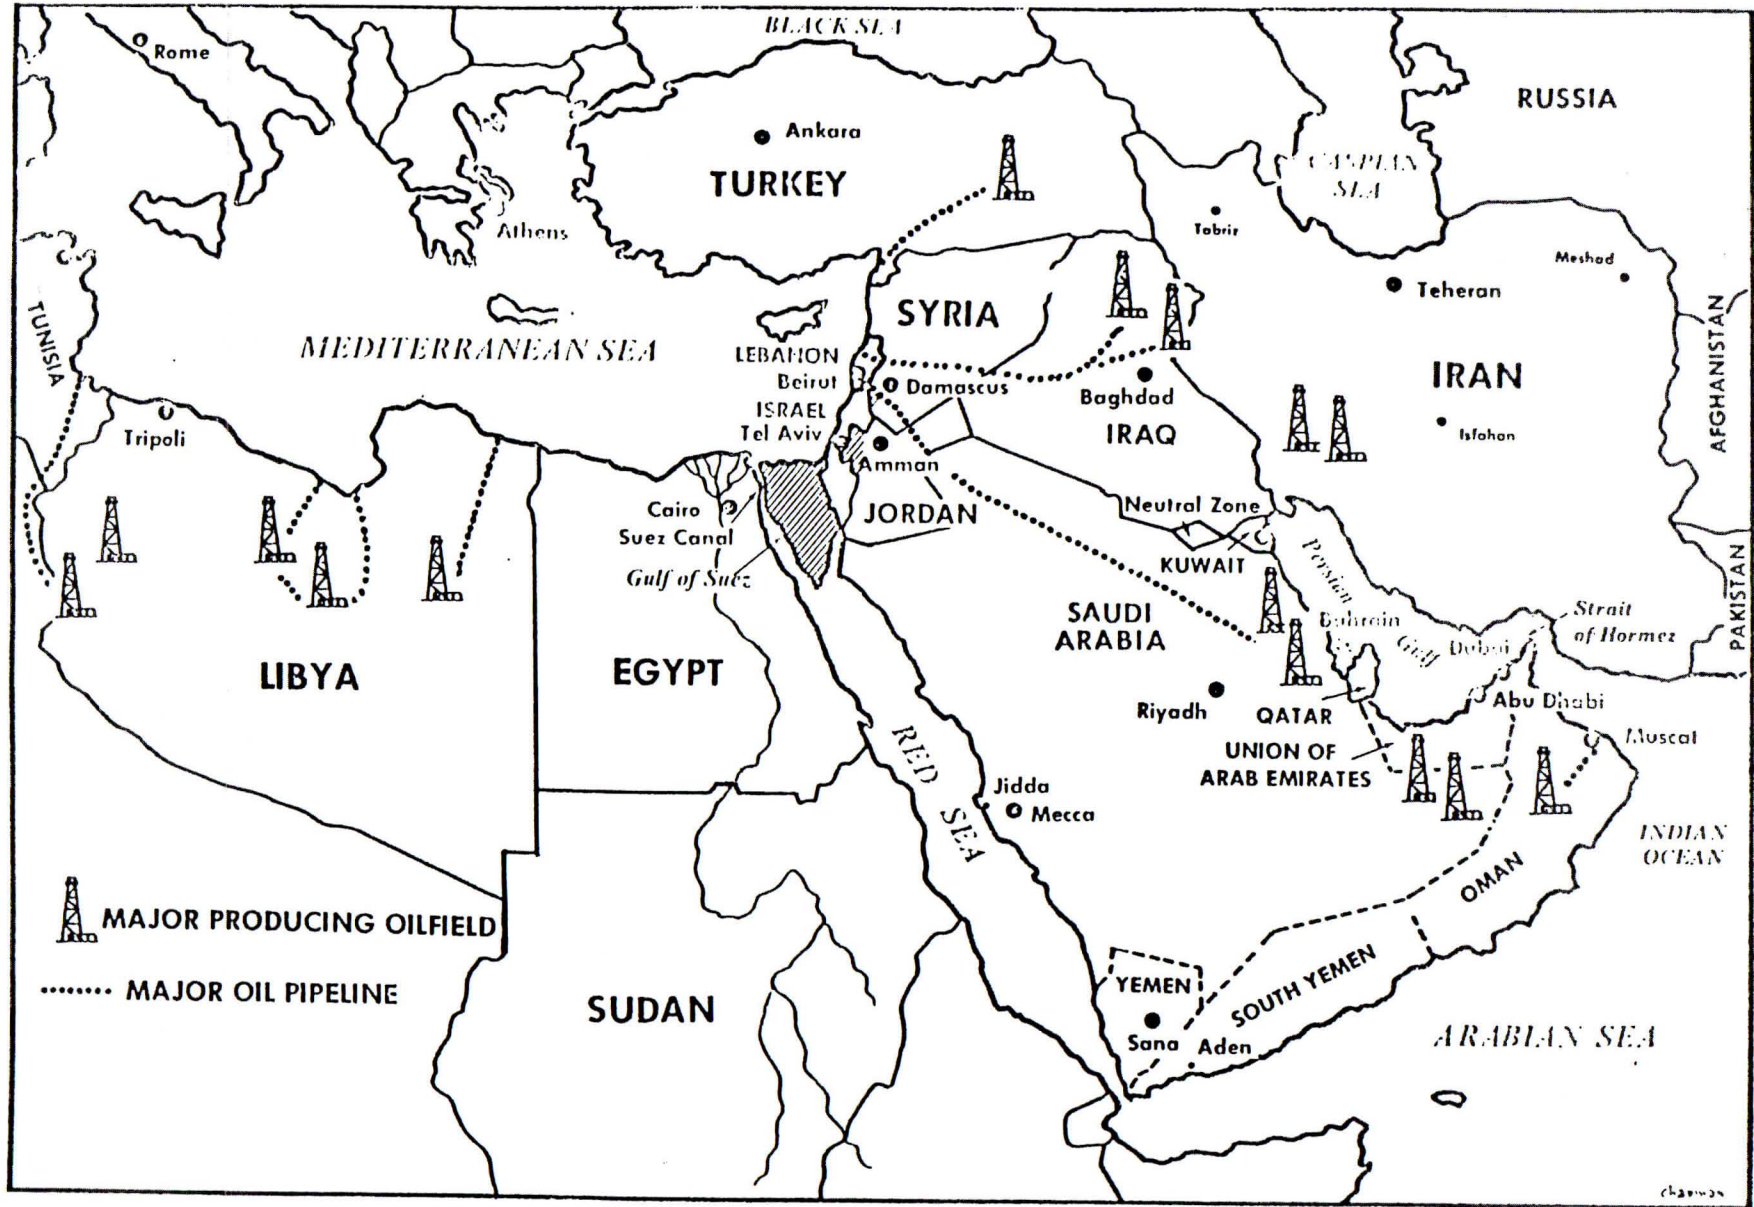 BLACK SEA
Rome
RUSSIA
Ankara
TURKEY
CASPIAN
SEA
Athens
Tabrir
Meshad
Teheran
TUNISIA
SYRIA
AFGHANISTAN
MEDITERRANEAN SEA
LEBANON
Beirut
Damascus
IRAN
Baghdad
ISRAEL
Tel Aviv
Tripoli
IRAQ
Isfahan
Amman
Cairo
JORDAN
Neutral Zone
Suez Canal
KUWAIT
Gulf of Suez
Persian
Gulf
PAKISTAN
SAUDI
ARABIA
Bahrain
Dubai
Strait
of Hormez
LIBYA
EGYPT
Riyadh
QATAR
Abu Dhabi
RED SEA
UNION OF
ARAB EMIRATES
Muscat
Jidda
Mecca
INDIAN
OCEAN
OMAN
MAJOR PRODUCING OILFIELD
MAJOR OIL PIPELINE
SUDAN
YEMEN
SOUTH YEMEN
Sana
Aden
ARABIAN SEA